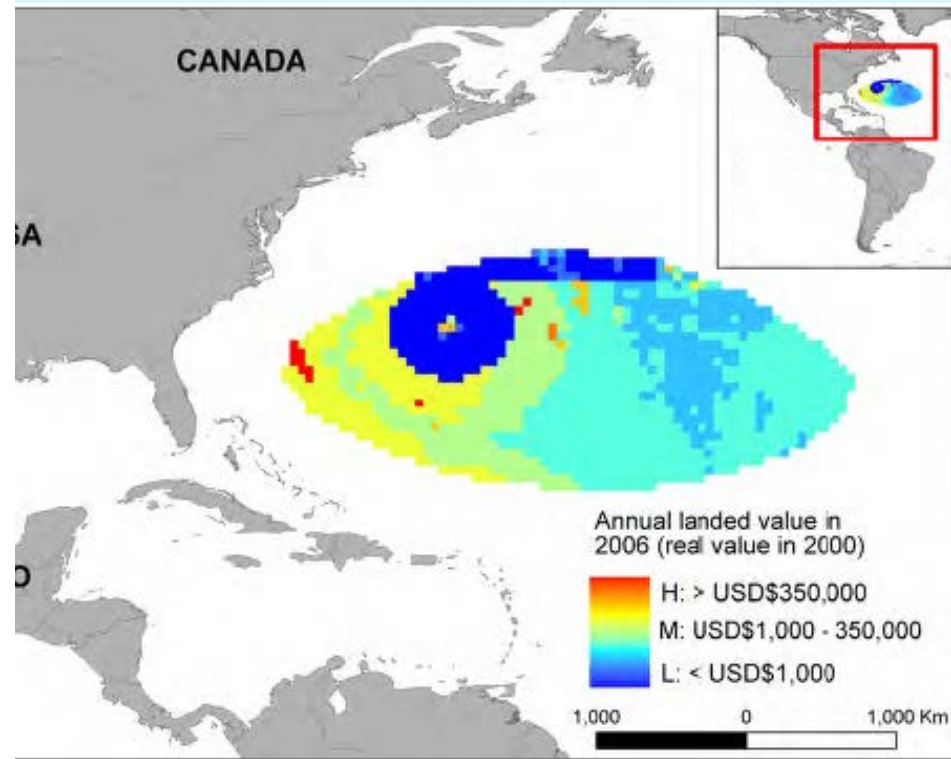 CANADA
SA
O
Annual landed value in
2006 (real value in 2000)
H: > USD$350,000
M: USD$1,000 - 350,000
L: < USD$1,000
1,000 0 1,000 Km